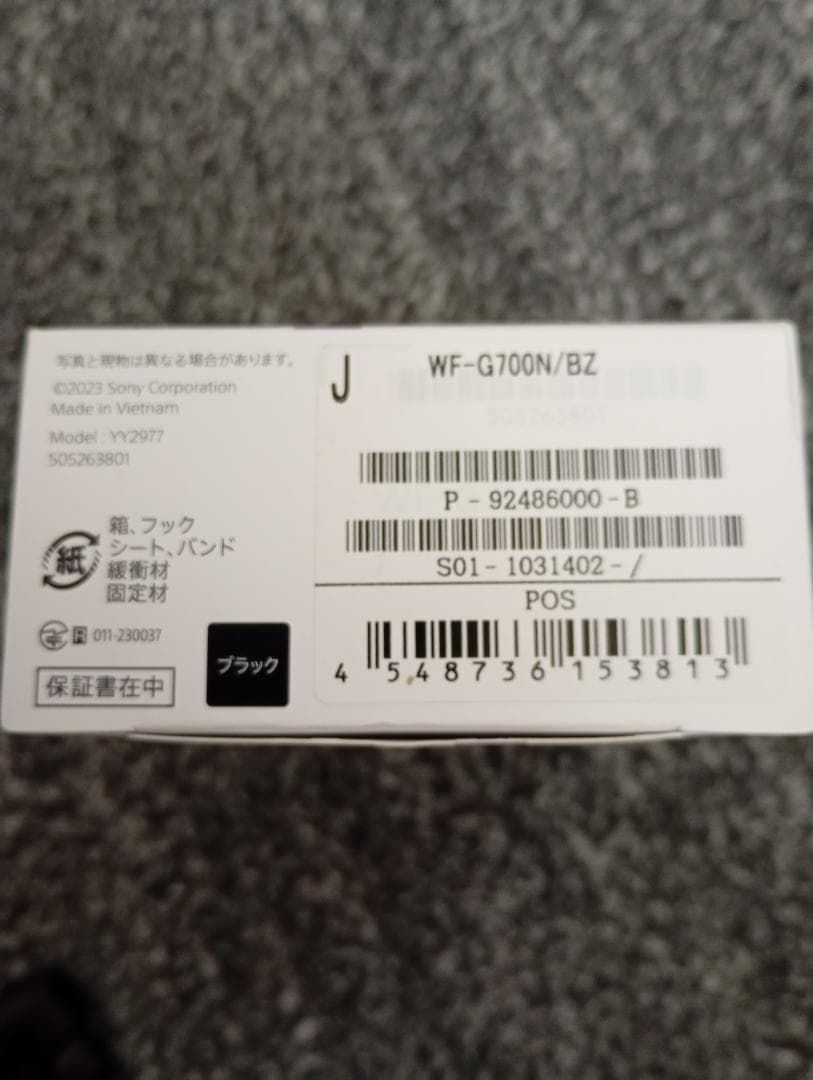 写真と現物は異なる場合があります。
©2023 Sony Corporation
Made in Vietnam
Model : YY2977
505263801
紙
箱、フック
シート、バンド
緩衝材
固定材
R 011-230037
保証書在中
ブラック
J
WF-G700N/BZ
505263801
P - 92486000 - B
S01 - 1031402 - /
POS
4 548736 153813